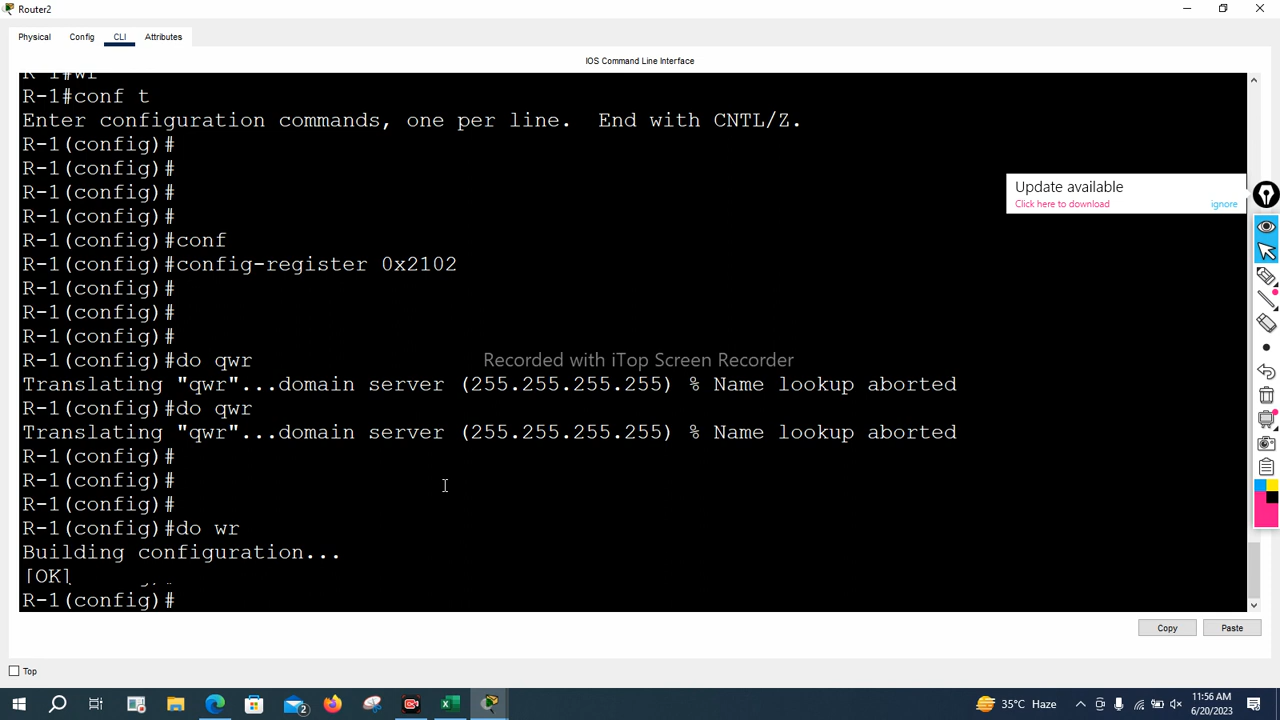 Router2
Physical Config CLI Attributes
IOS Command Line Interface
R-1#wr
R-1#conf t
Enter configuration commands, one per line.  End with CNTL/Z.
R-1(config)#
R-1(config)#
R-1(config)#
R-1(config)#
R-1(config)#conf
R-1(config)#config-register 0x2102
R-1(config)#
R-1(config)#
R-1(config)#
R-1(config)#do qwr
Translating "qwr"...domain server (255.255.255.255) % Name lookup aborted
R-1(config)#do qwr
Translating "qwr"...domain server (255.255.255.255) % Name lookup aborted
R-1(config)#
R-1(config)#
R-1(config)#
R-1(config)#do wr
Building configuration...
[OK]
R-1(config)#
Recorded with iTop Screen Recorder
Update available
Click here to download ignore
Copy Paste
Top
2
35°C Haze
11:56 AM
6/20/2023